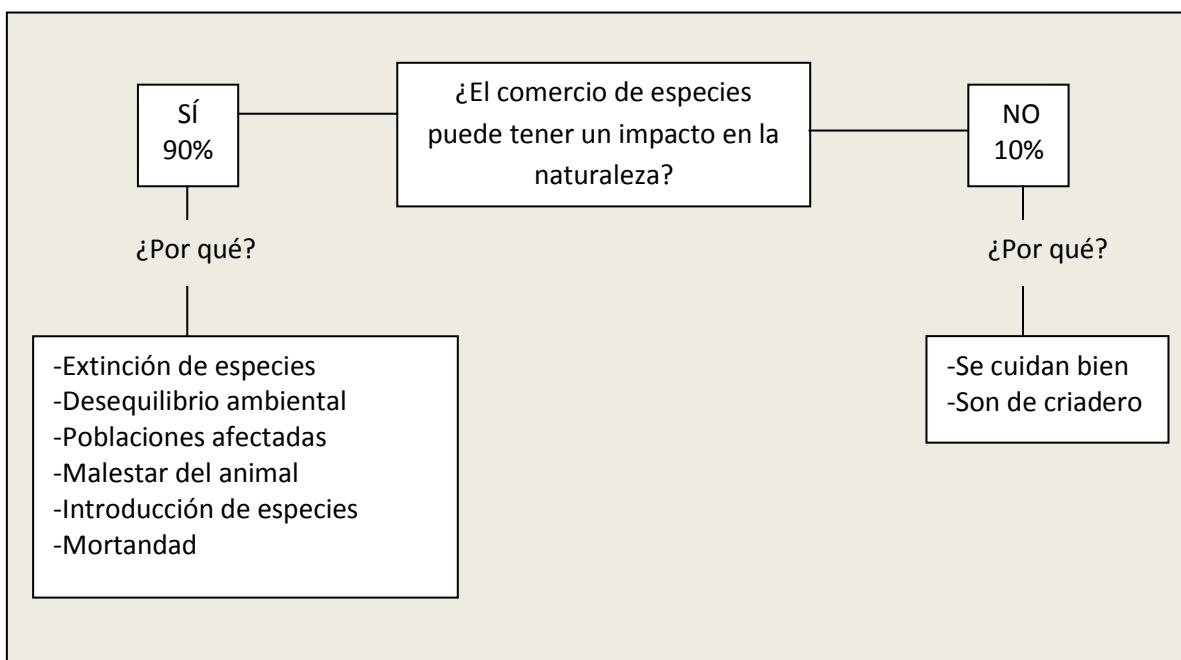 ¿El comercio de especies
puede tener un impacto en la
naturaleza?
SÍ
90%
¿Por qué?
-Extinción de especies
-Desequilibrio ambiental
-Poblaciones afectadas
-Malestar del animal
-Introducción de especies
-Mortandad
NO
10%
¿Por qué?
-Se cuidan bien
-Son de criadero